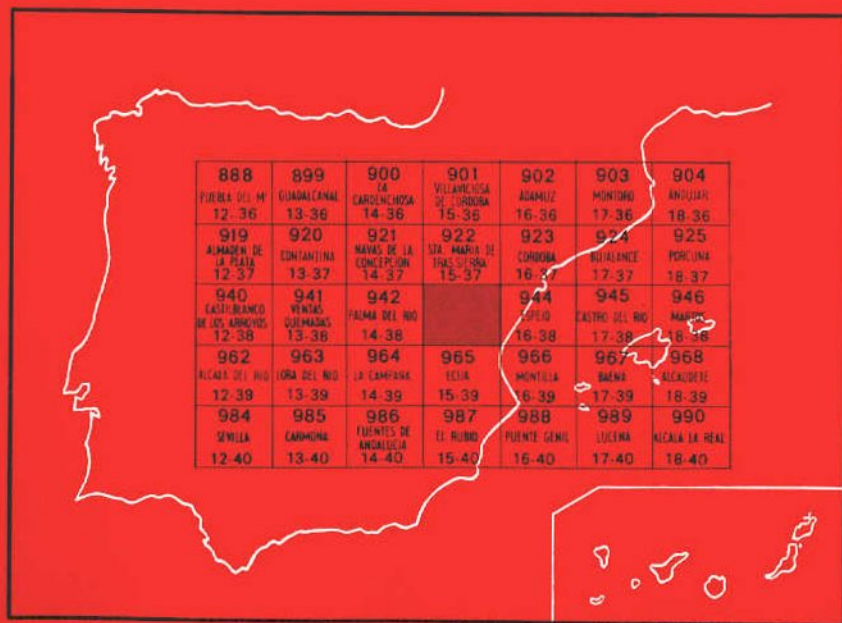 888
PUEBLA DEL Mº
12-36
899
GUADALCANAL
13-36
900
LA
CARDENCHOSA
14-36
901
VILLAVICIOSA
DE CORDOBA
15-36
902
ADAMUZ
16-36
903
MONTORO
17-36
904
ANDUJAR
18-36
919
ALMADEN DE
LA PLATA
12-37
920
CONTANTINA
13-37
921
NAVAS DE LA
CONCEPCION
14-37
922
STA. MARIA DE
TRASSIERRA
15-37
923
CORDOBA
16-37
924
BUJALANCE
17-37
925
PORCUNA
18-37
940
CASTILBLANCO
DE LOS ARROYOS
12-38
941
VENTAS
QUEMADAS
13-38
942
PALMA DEL RIO
14-38
944
ESPEJO
16-38
945
CASTRO DEL RIO
17-38
946
MARTOS
18-38
962
ALCALA DEL RIO
12-39
963
LORA DEL RIO
13-39
964
LA CAMPANA
14-39
965
ECIJA
15-39
966
MONTILLA
16-39
967
BAENA
17-39
968
ALCAUDETE
18-39
984
SEVILLA
12-40
985
CARMONA
13-40
986
FUENTES DE
ANDALUCIA
14-40
987
EL RUBIO
15-40
988
PUENTE GENIL
16-40
989
LUCENA
17-40
990
ALCALA LA REAL
18-40